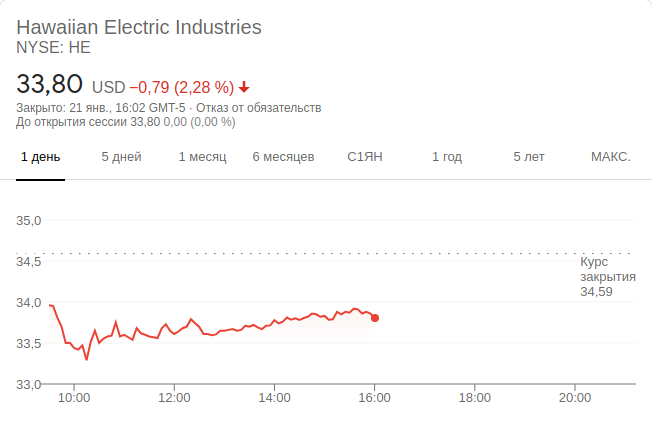 Hawaiian Electric Industries
NYSE: HE
33,80 USD −0,79 (2,28 %)
Закрыто: 21 янв., 16:02 GMT-5 · Отказ от обязательств
До открытия сессии 33,80 0,00 (0,00 %)
1 день 5 дней 1 месяц 6 месяцев С1ЯН 1 год 5 лет МАКС.
35,0
34,5
Курс
закрытия
34,59
34,0
33,5
33,0
10:00 12:00 14:00 16:00 18:00 20:00